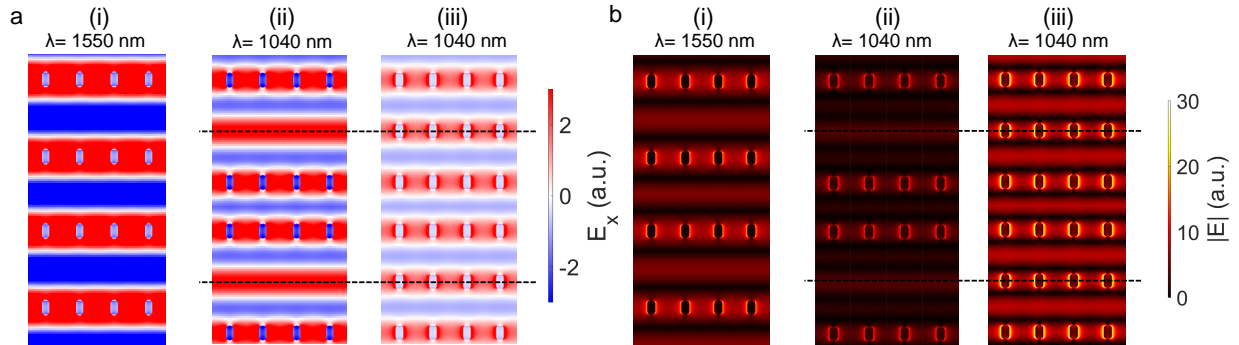 a
(i)
(ii)
(iii)
λ= 1550 nm
λ= 1040 nm
λ= 1040 nm
2
0
-2
E_x (a.u.)
b
(i)
(ii)
(iii)
λ= 1550 nm
λ= 1040 nm
λ= 1040 nm
30
20
10
0
|E| (a.u.)